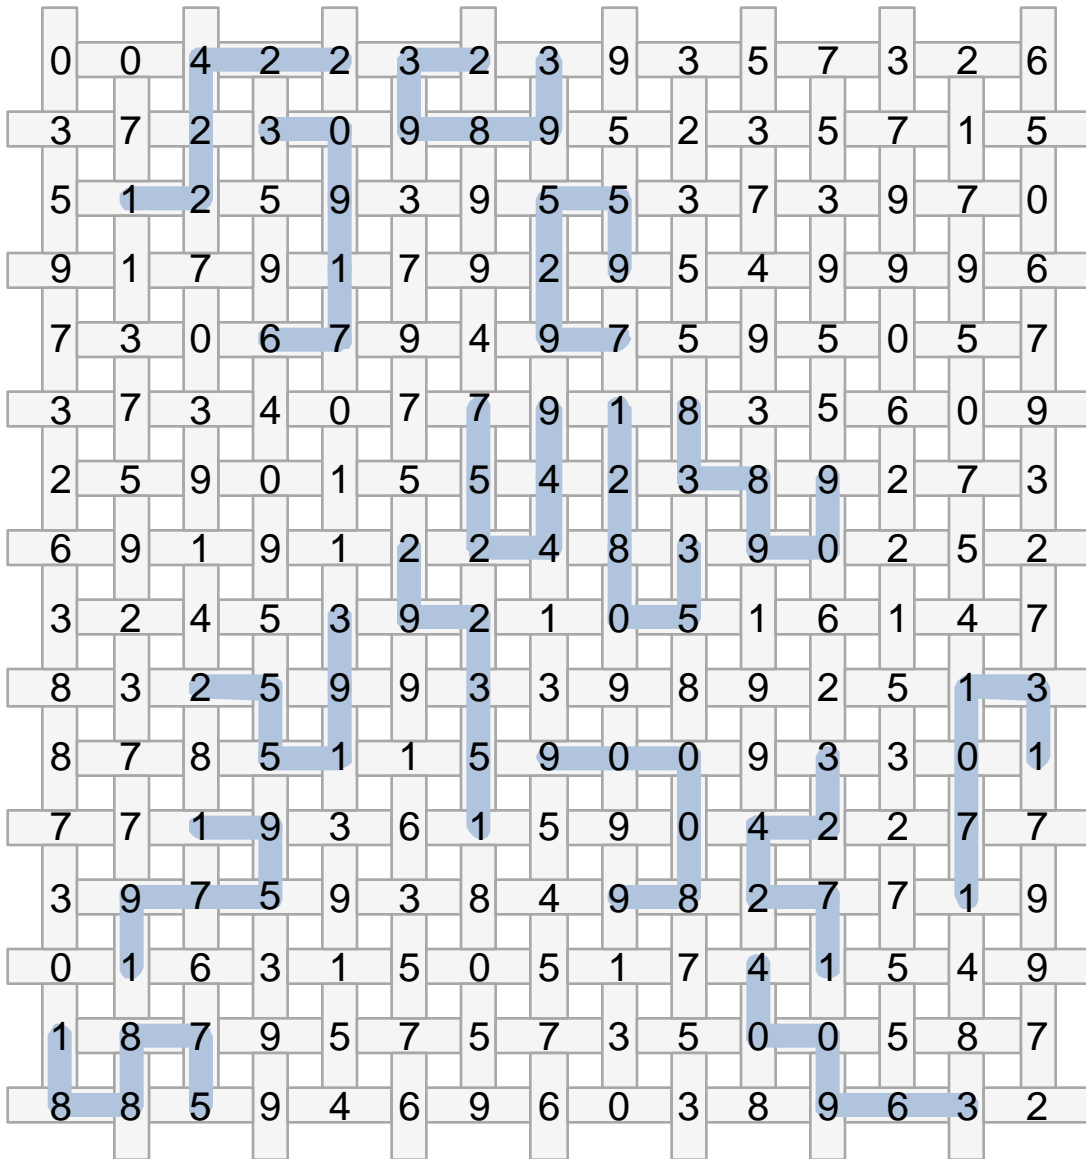 0 0 4 2 2 3 2 3 9 3 5 7 3 2 6
3 7 2 3 0 9 8 9 5 2 3 5 7 1 5
5 1 2 5 9 3 9 5 5 3 7 3 9 7 0
9 1 7 9 1 7 9 2 9 5 4 9 9 9 6
7 3 0 6 7 9 4 9 7 5 9 5 0 5 7
3 7 3 4 0 7 7 9 1 8 3 5 6 0 9
2 5 9 0 1 5 5 4 2 3 8 9 2 7 3
6 9 1 9 1 2 2 4 8 3 9 0 2 5 2
3 2 4 5 3 9 2 1 0 5 1 6 1 4 7
8 3 2 5 9 9 3 3 9 8 9 2 5 1 3
8 7 8 5 1 1 5 9 0 0 9 3 3 0 1
7 7 1 9 3 6 1 5 9 0 4 2 2 7 7
3 9 7 5 9 3 8 4 9 8 2 7 7 1 9
0 1 6 3 1 5 0 5 1 7 4 1 5 4 9
1 8 7 9 5 7 5 7 3 5 0 0 5 8 7
8 8 5 9 4 6 9 6 0 3 8 9 6 3 2